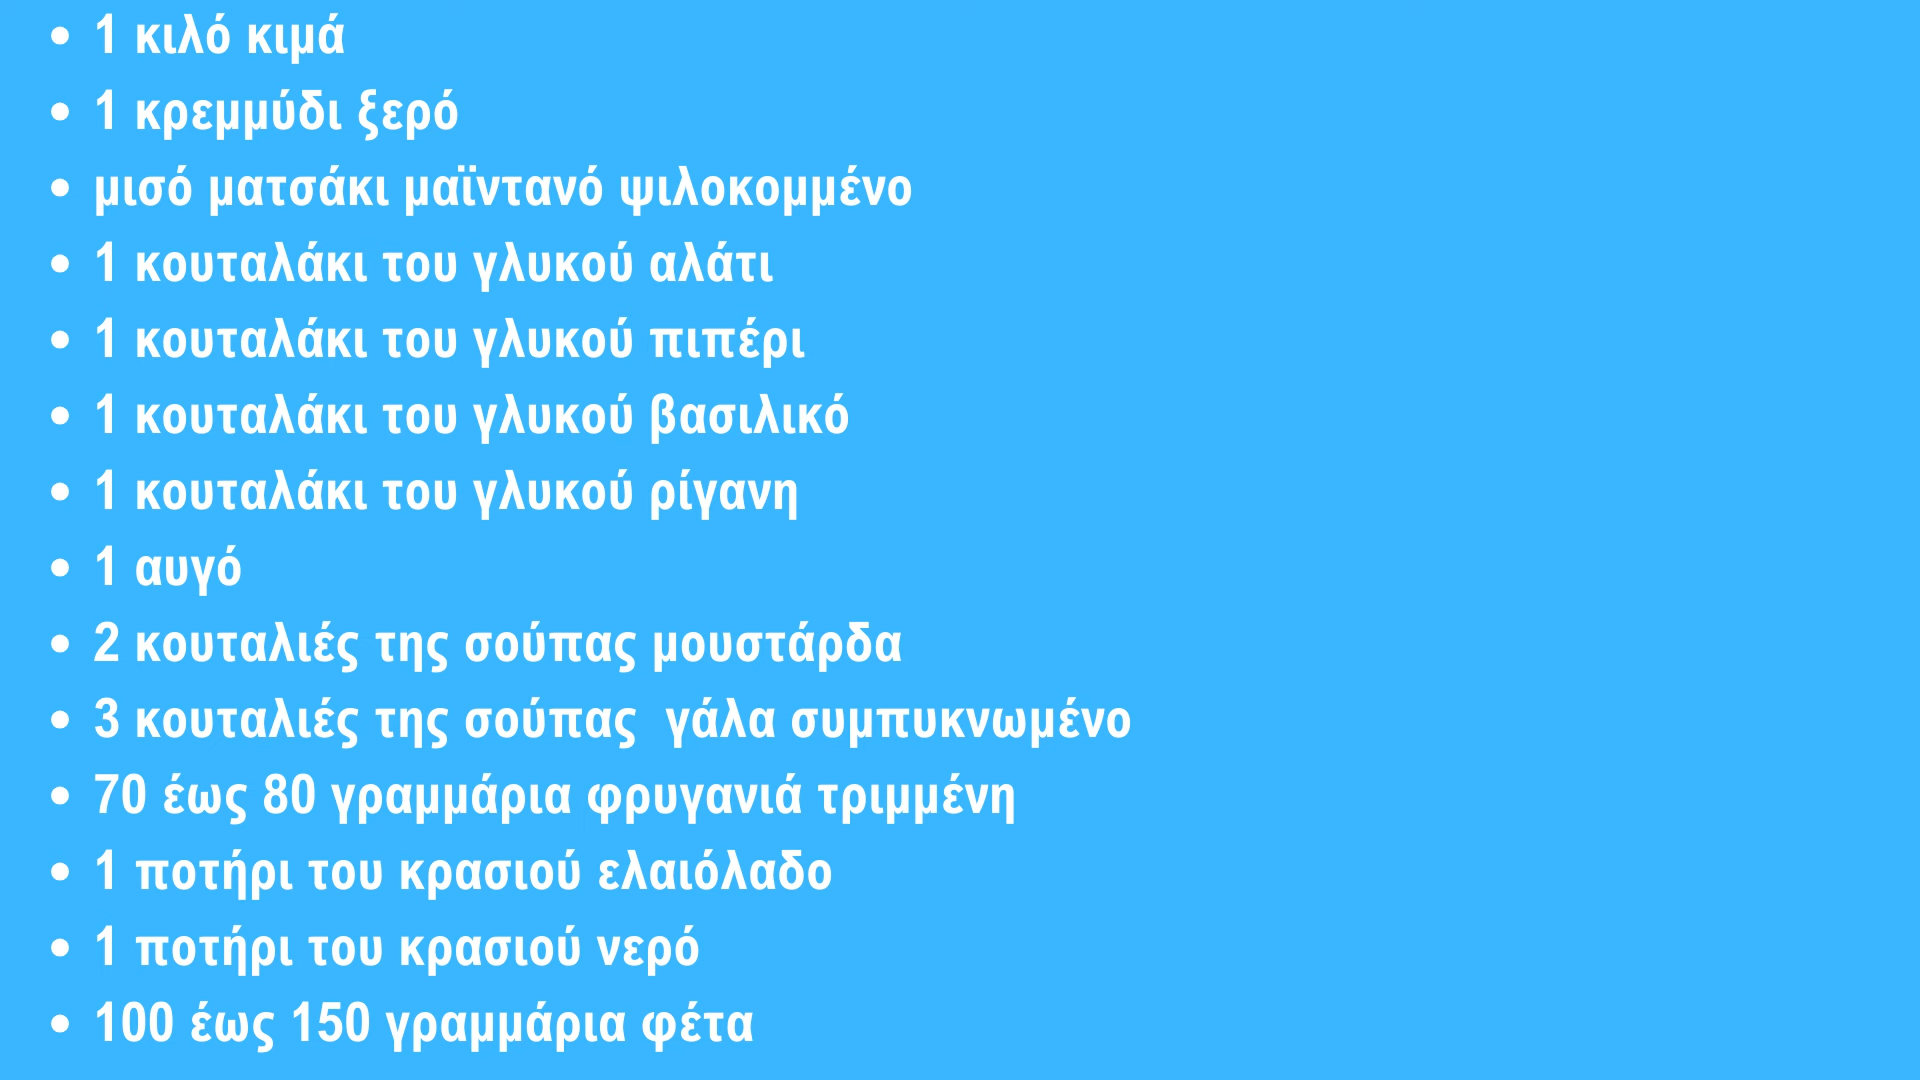 • 1 κιλό κιμά
• 1 κρεμμύδι ξερό
• μισό ματσάκι μαϊντανό ψιλοκομμένο
• 1 κουταλάκι του γλυκού αλάτι
• 1 κουταλάκι του γλυκού πιπέρι
• 1 κουταλάκι του γλυκού βασιλικό
• 1 κουταλάκι του γλυκού ρίγανη
• 1 αυγό
• 2 κουταλιές της σούπας μουστάρδα
• 3 κουταλιές της σούπας  γάλα συμπυκνωμένο
• 70 έως 80 γραμμάρια φρυγανιά τριμμένη
• 1 ποτήρι του κρασιού ελαιόλαδο
• 1 ποτήρι του κρασιού νερό
• 100 έως 150 γραμμάρια φέτα